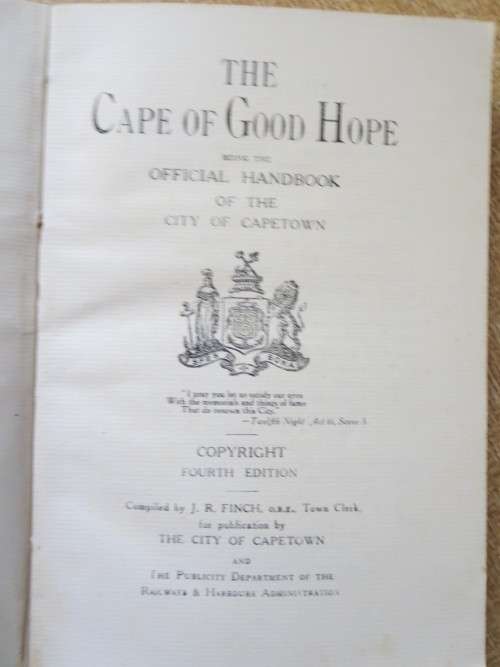 THE
CAPE OF GOOD HOPE
BEING THE
OFFICIAL HANDBOOK
OF THE
CITY OF CAPETOWN
SPES BONA
"I pray you let us satisfy our eyes
With the memorials and things of fame
That do renown this City.
—Twelfth Night, Act iii, Scene 3.
COPYRIGHT
FOURTH EDITION
Compiled by J. R. FINCH, O.B.E., Town Clerk,
for publication by
THE CITY OF CAPETOWN
AND
THE PUBLICITY DEPARTMENT OF THE
RAILWAYS & HARBOURS ADMINISTRATION